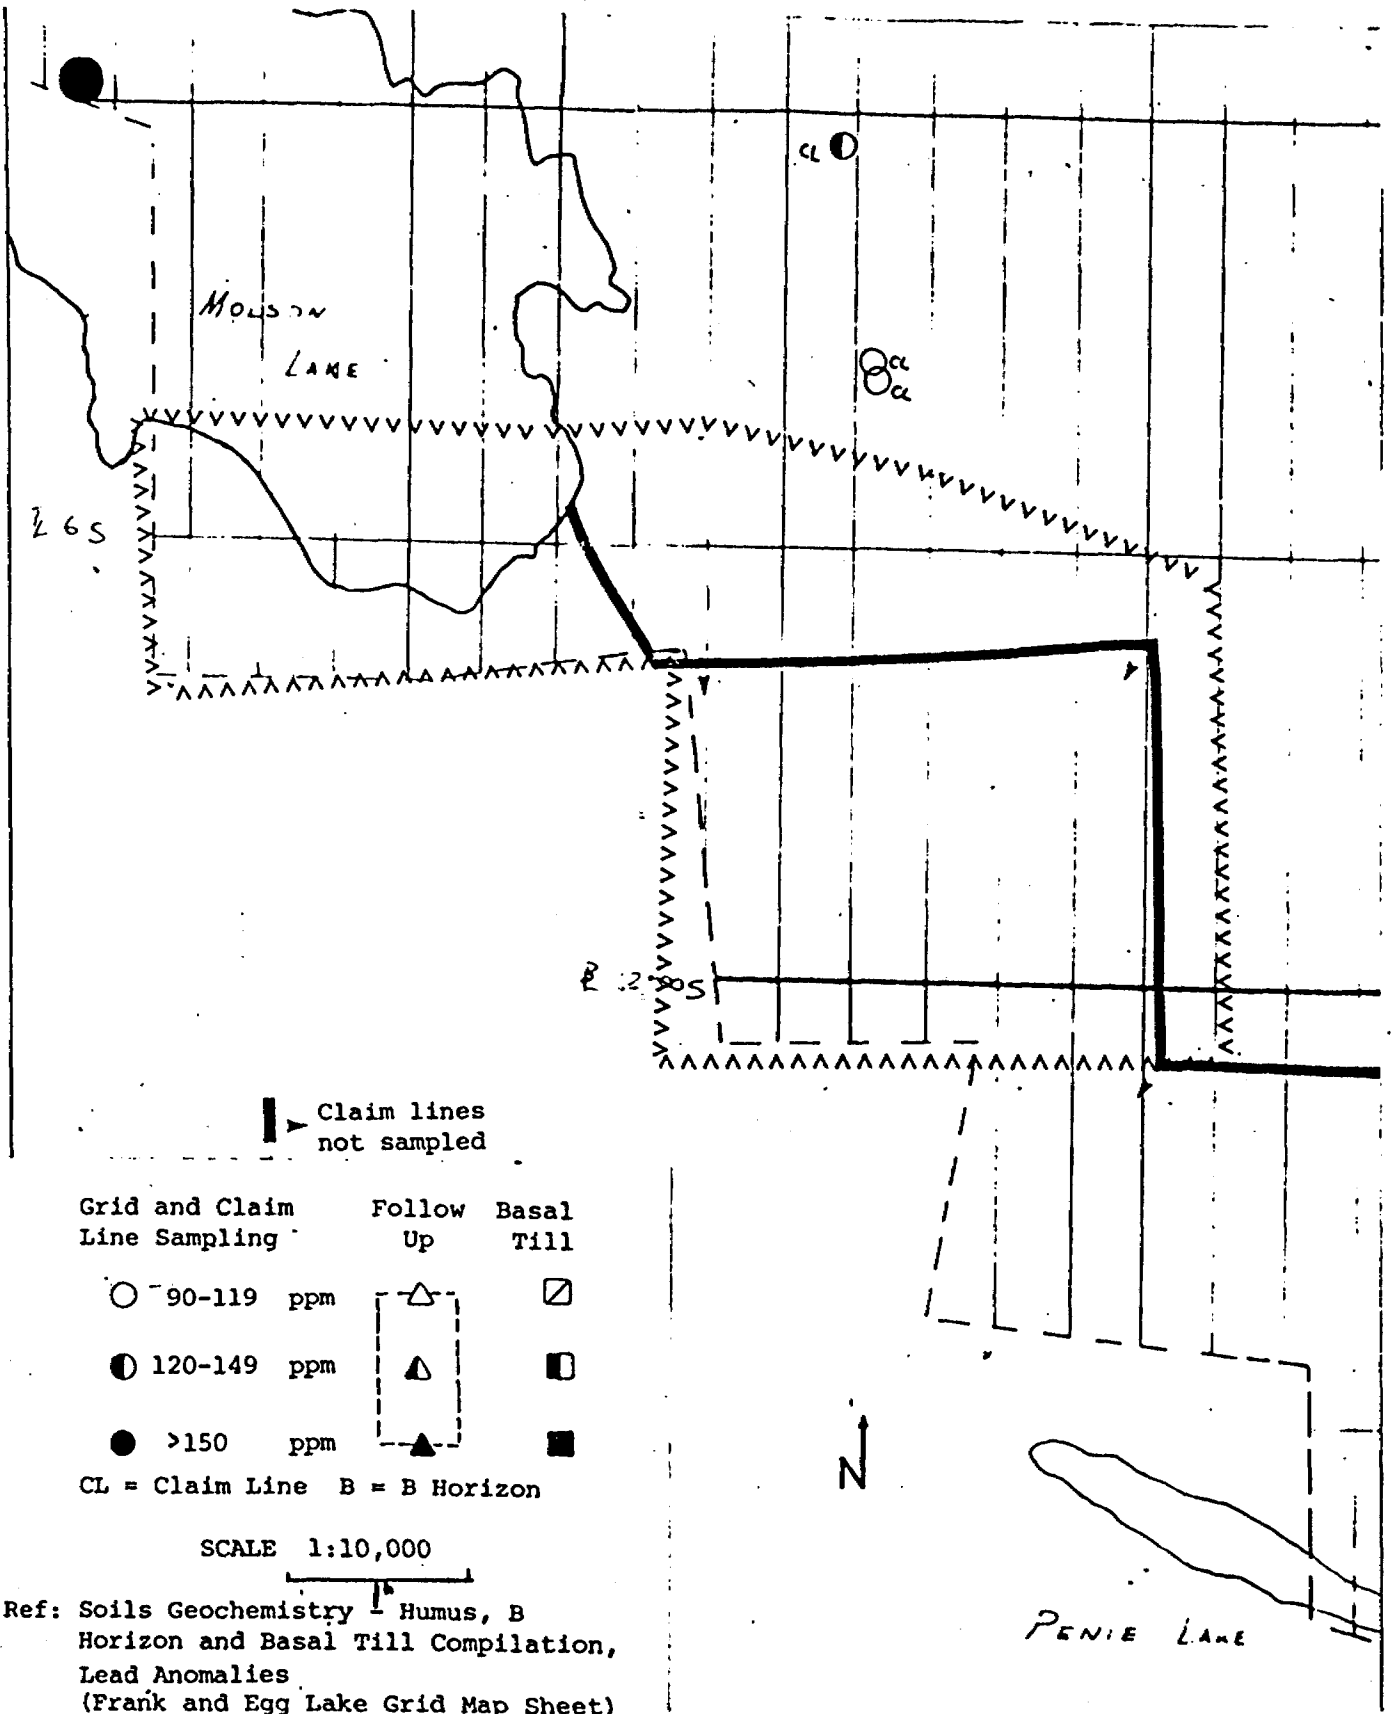 CL
MOLSON
LAKE
CL
CL
6 S
S
Claim lines
not sampled
Grid and Claim
Line Sampling
Follow
Up
Basal
Till
90-119 ppm
120-149 ppm
>150 ppm
CL = Claim Line B = B Horizon
SCALE 1:10,000
N
Ref: Soils Geochemistry - Humus, B
Horizon and Basal Till Compilation,
Lead Anomalies
(Frank and Egg Lake Grid Map Sheet)
PENIE LAKE